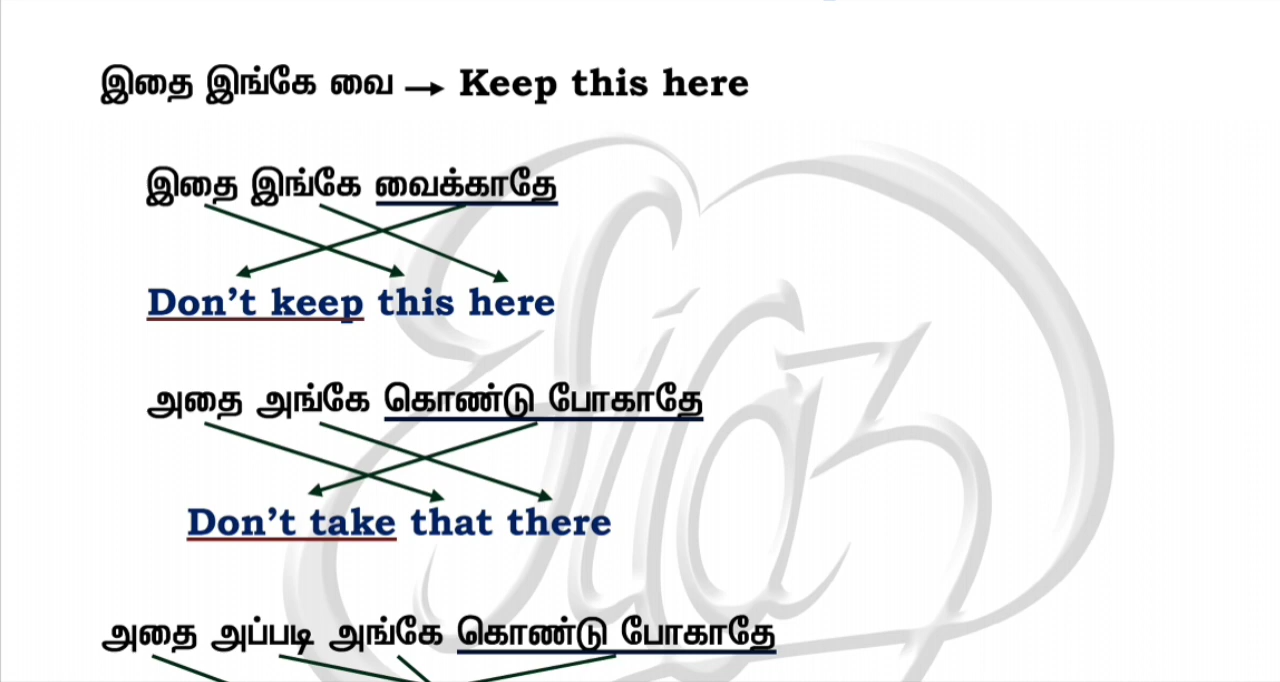 இதை இங்கே வை → Keep this here
இதை இங்கே வைக்காதே
Don’t keep this here
அதை அங்கே கொண்டு போகாதே
Don’t take that there
அதை அப்படி அங்கே கொண்டு போகாதே